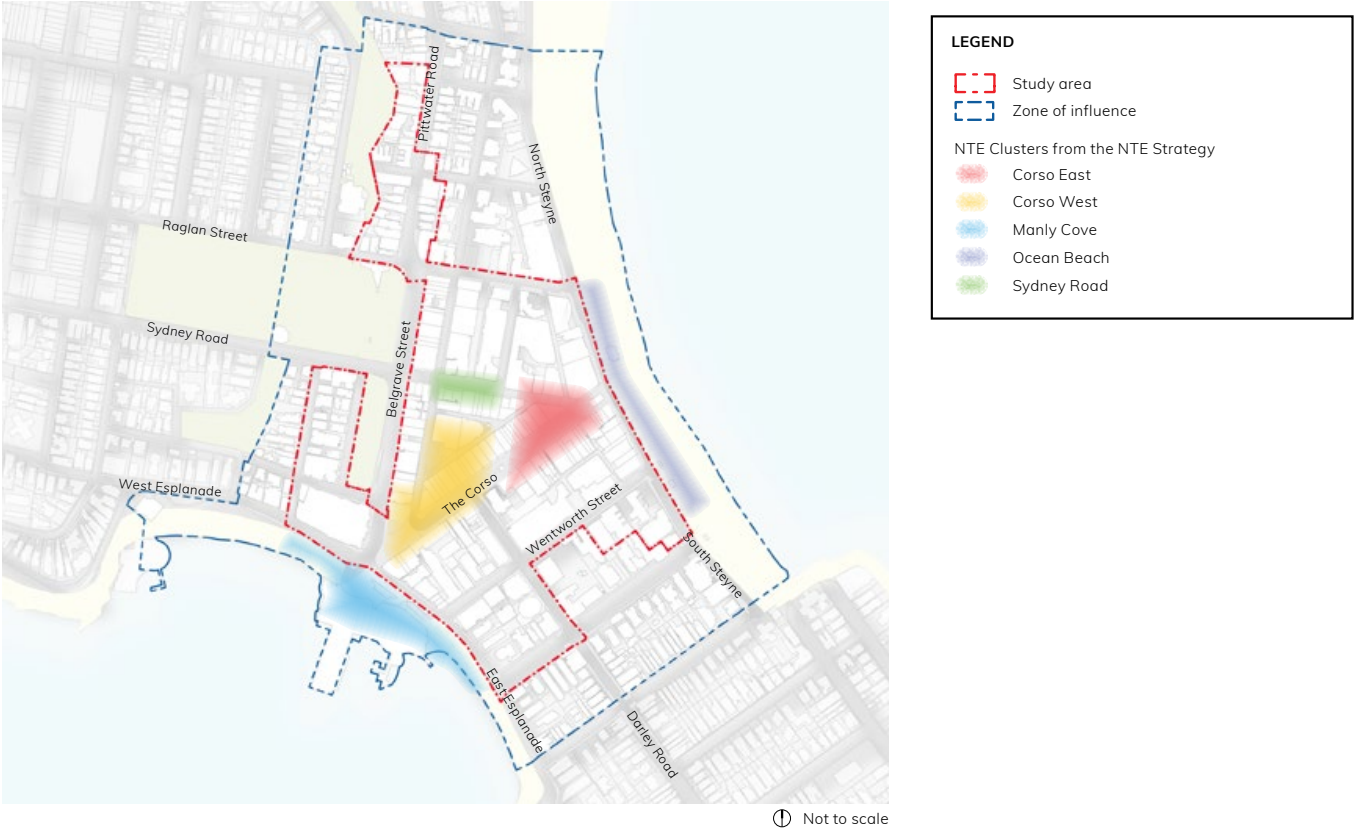 Pittwater Road
North Steyne
Raglan Street
Sydney Road
Belgrave Street
West Esplanade
The Corso
Wentworth Street
South Steyne
East Esplanade
Darley Road
Not to scale
LEGEND
Study area
Zone of influence
NTE Clusters from the NTE Strategy
Corso East
Corso West
Manly Cove
Ocean Beach
Sydney Road